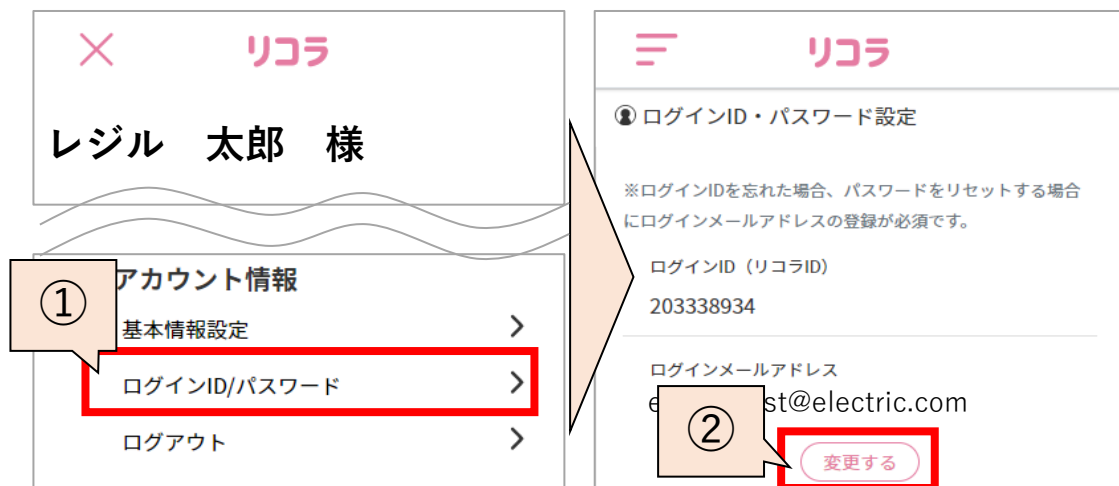 リコラ
レジル 太郎 様
アカウント情報
①
基本情報設定
ログインID/パスワード
ログアウト
リコラ
ログインID・パスワード設定
※ログインIDを忘れた場合、パスワードをリセットする場合
にログインメールアドレスの登録が必須です。
ログインID（リコラID）
203338934
ログインメールアドレス
st@electric.com
②
変更する